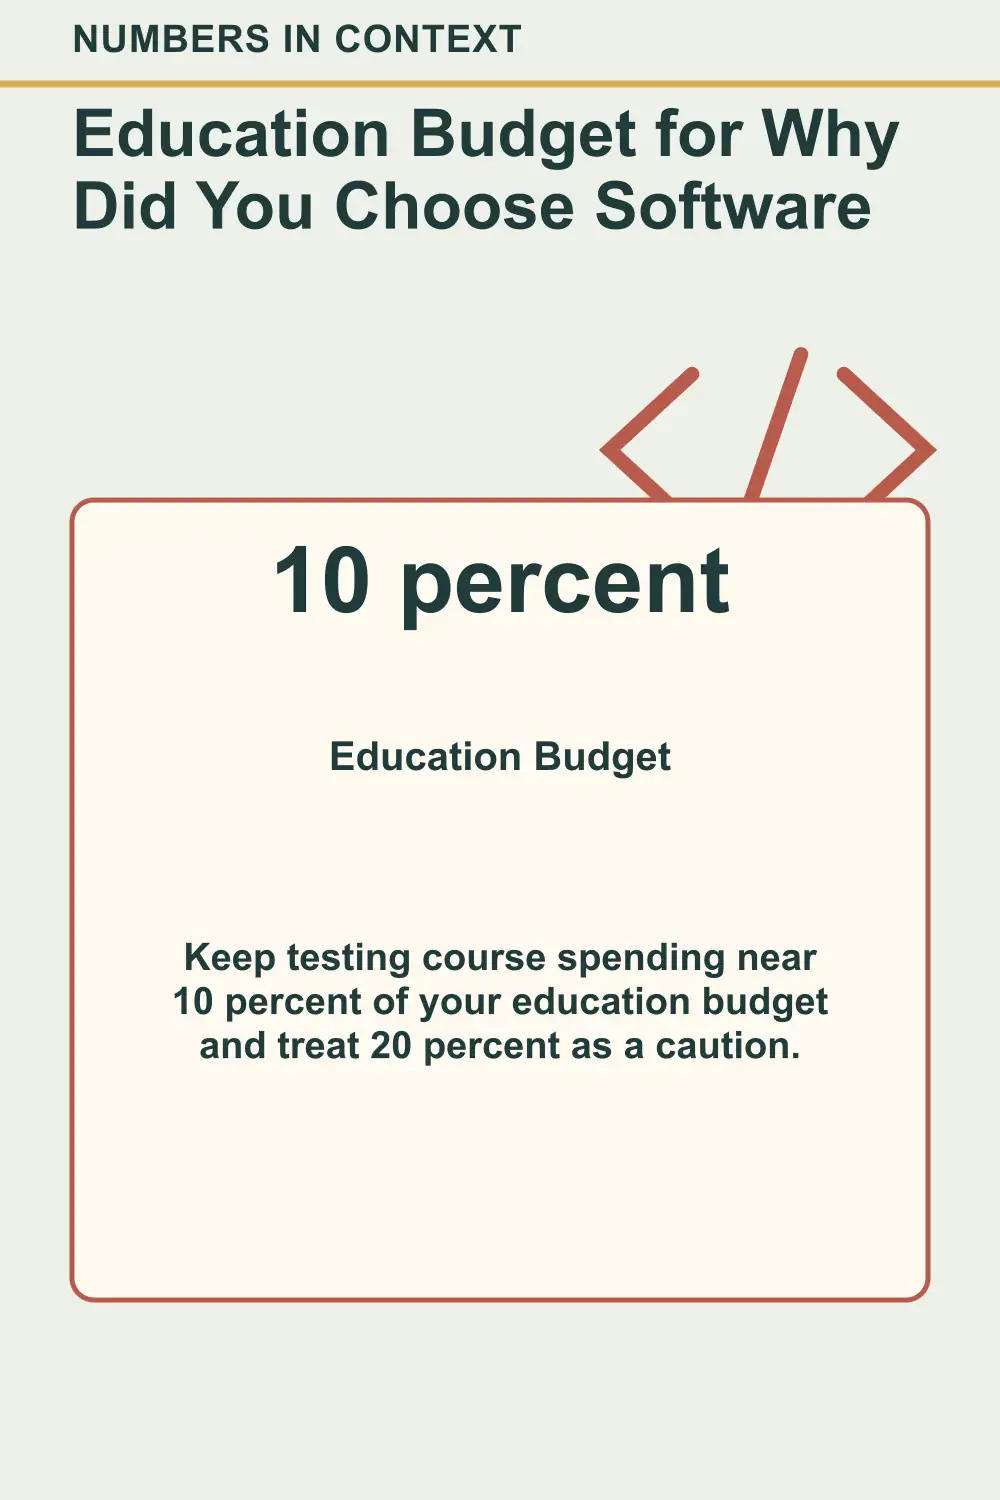 NUMBERS IN CONTEXT
Education Budget for Why
Did You Choose Software
10 percent
Education Budget
Keep testing course spending near
10 percent of your education budget
and treat 20 percent as a caution.